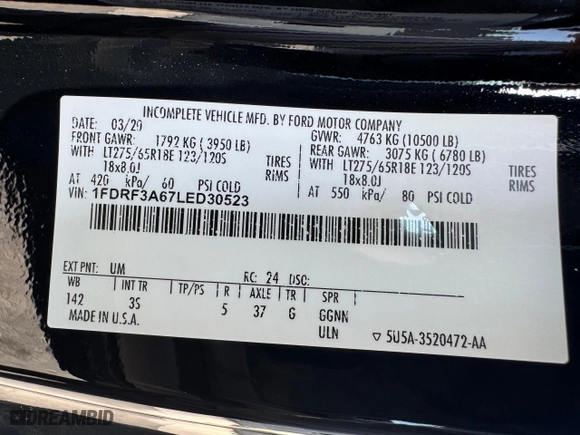 INCOMPLETE VEHICLE MFD. BY FORD MOTOR COMPANY
DATE: 03/20 GVWR: 4763 KG (10500 LB)
FRONT GAWR: 1792 KG (3950 LB) REAR GAWR: 3075 KG (6780 LB)
WITH LT275/65R18E 123/120S TIRES WITH LT275/65R18E 123/120S TIRES
18x8.0J RIMS 18x8.0J RIMS
AT 420 kPa/ 60 PSI COLD AT 550 kPa/ 80 PSI COLD
VIN: 1FDRF3A67LED30523
EXT PNT: UM RC: 24 DSO:
WB INT TR TP/PS R AXLE TR SPR
142 3S 5 37 G GGNN
MADE IN U.S.A. ULN 5U5A-3520472-AA
DREAMBID